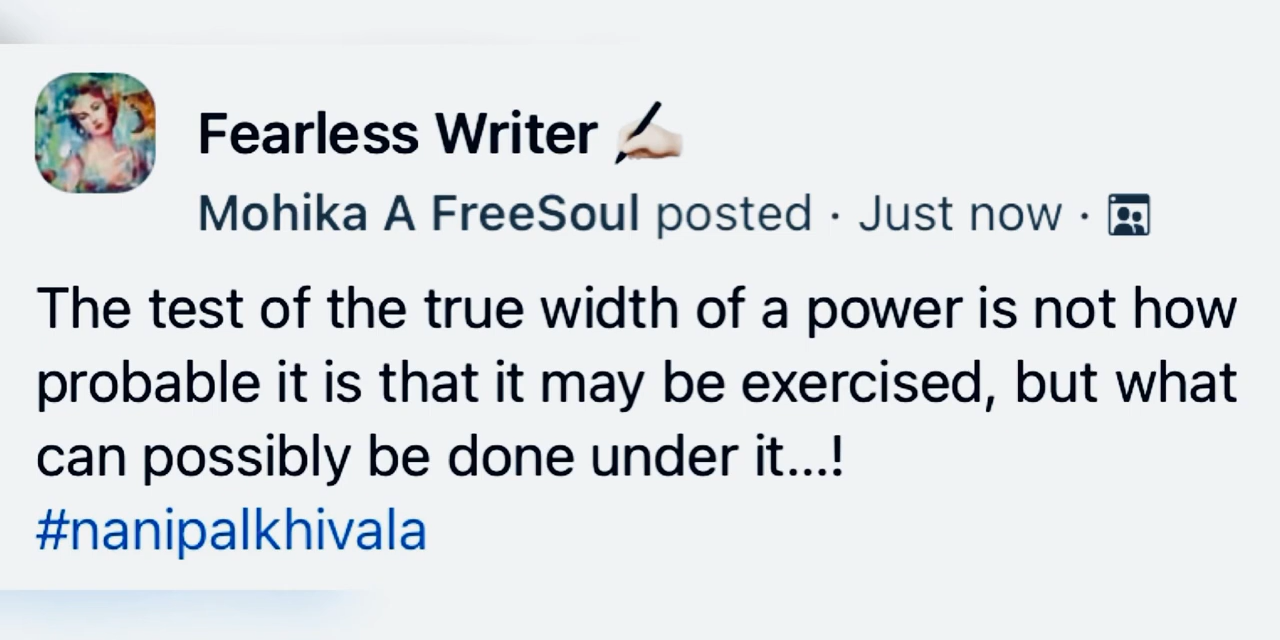 Fearless Writer ✍🏻
Mohika A FreeSoul posted · Just now ·
The test of the true width of a power is not how
probable it is that it may be exercised, but what
can possibly be done under it...!
#nanipalkhivala